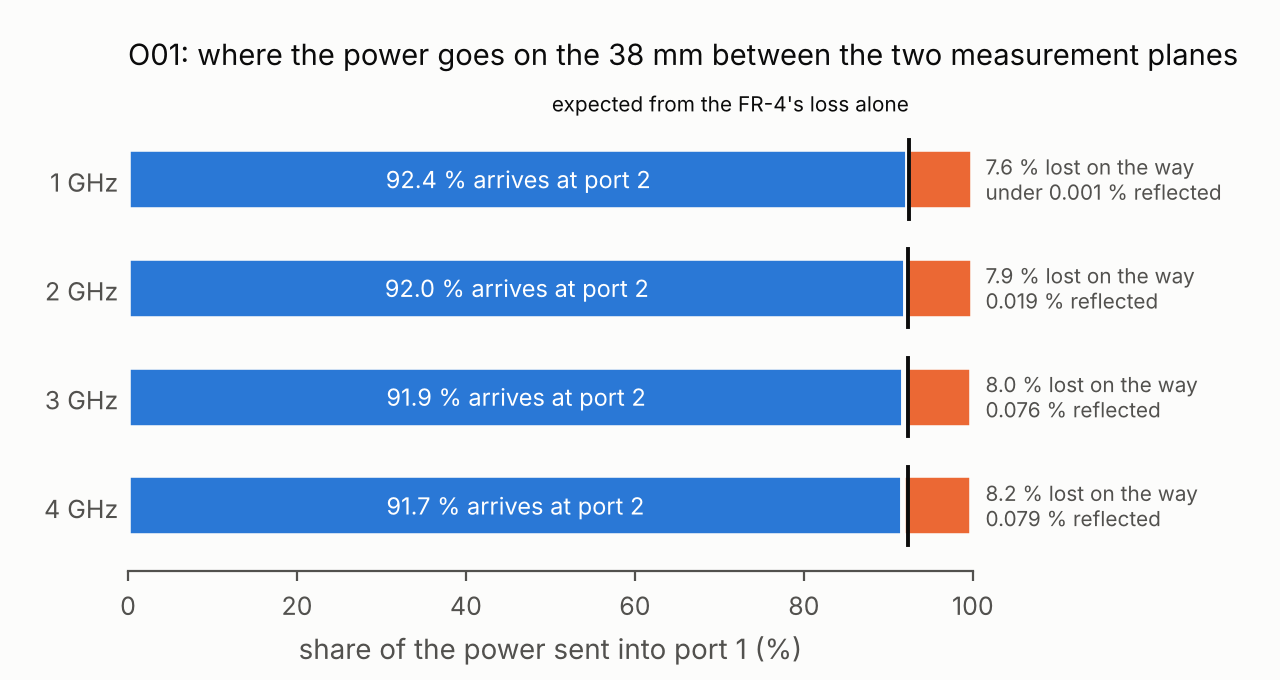 O01: where the power goes on the 38 mm between the two measurement planes
expected from the FR-4's loss alone
1 GHz
92.4 % arrives at port 2
7.6 % lost on the way
under 0.001 % reflected
2 GHz
92.0 % arrives at port 2
7.9 % lost on the way
0.019 % reflected
3 GHz
91.9 % arrives at port 2
8.0 % lost on the way
0.076 % reflected
4 GHz
91.7 % arrives at port 2
8.2 % lost on the way
0.079 % reflected
0 20 40 60 80 100
share of the power sent into port 1 (%)